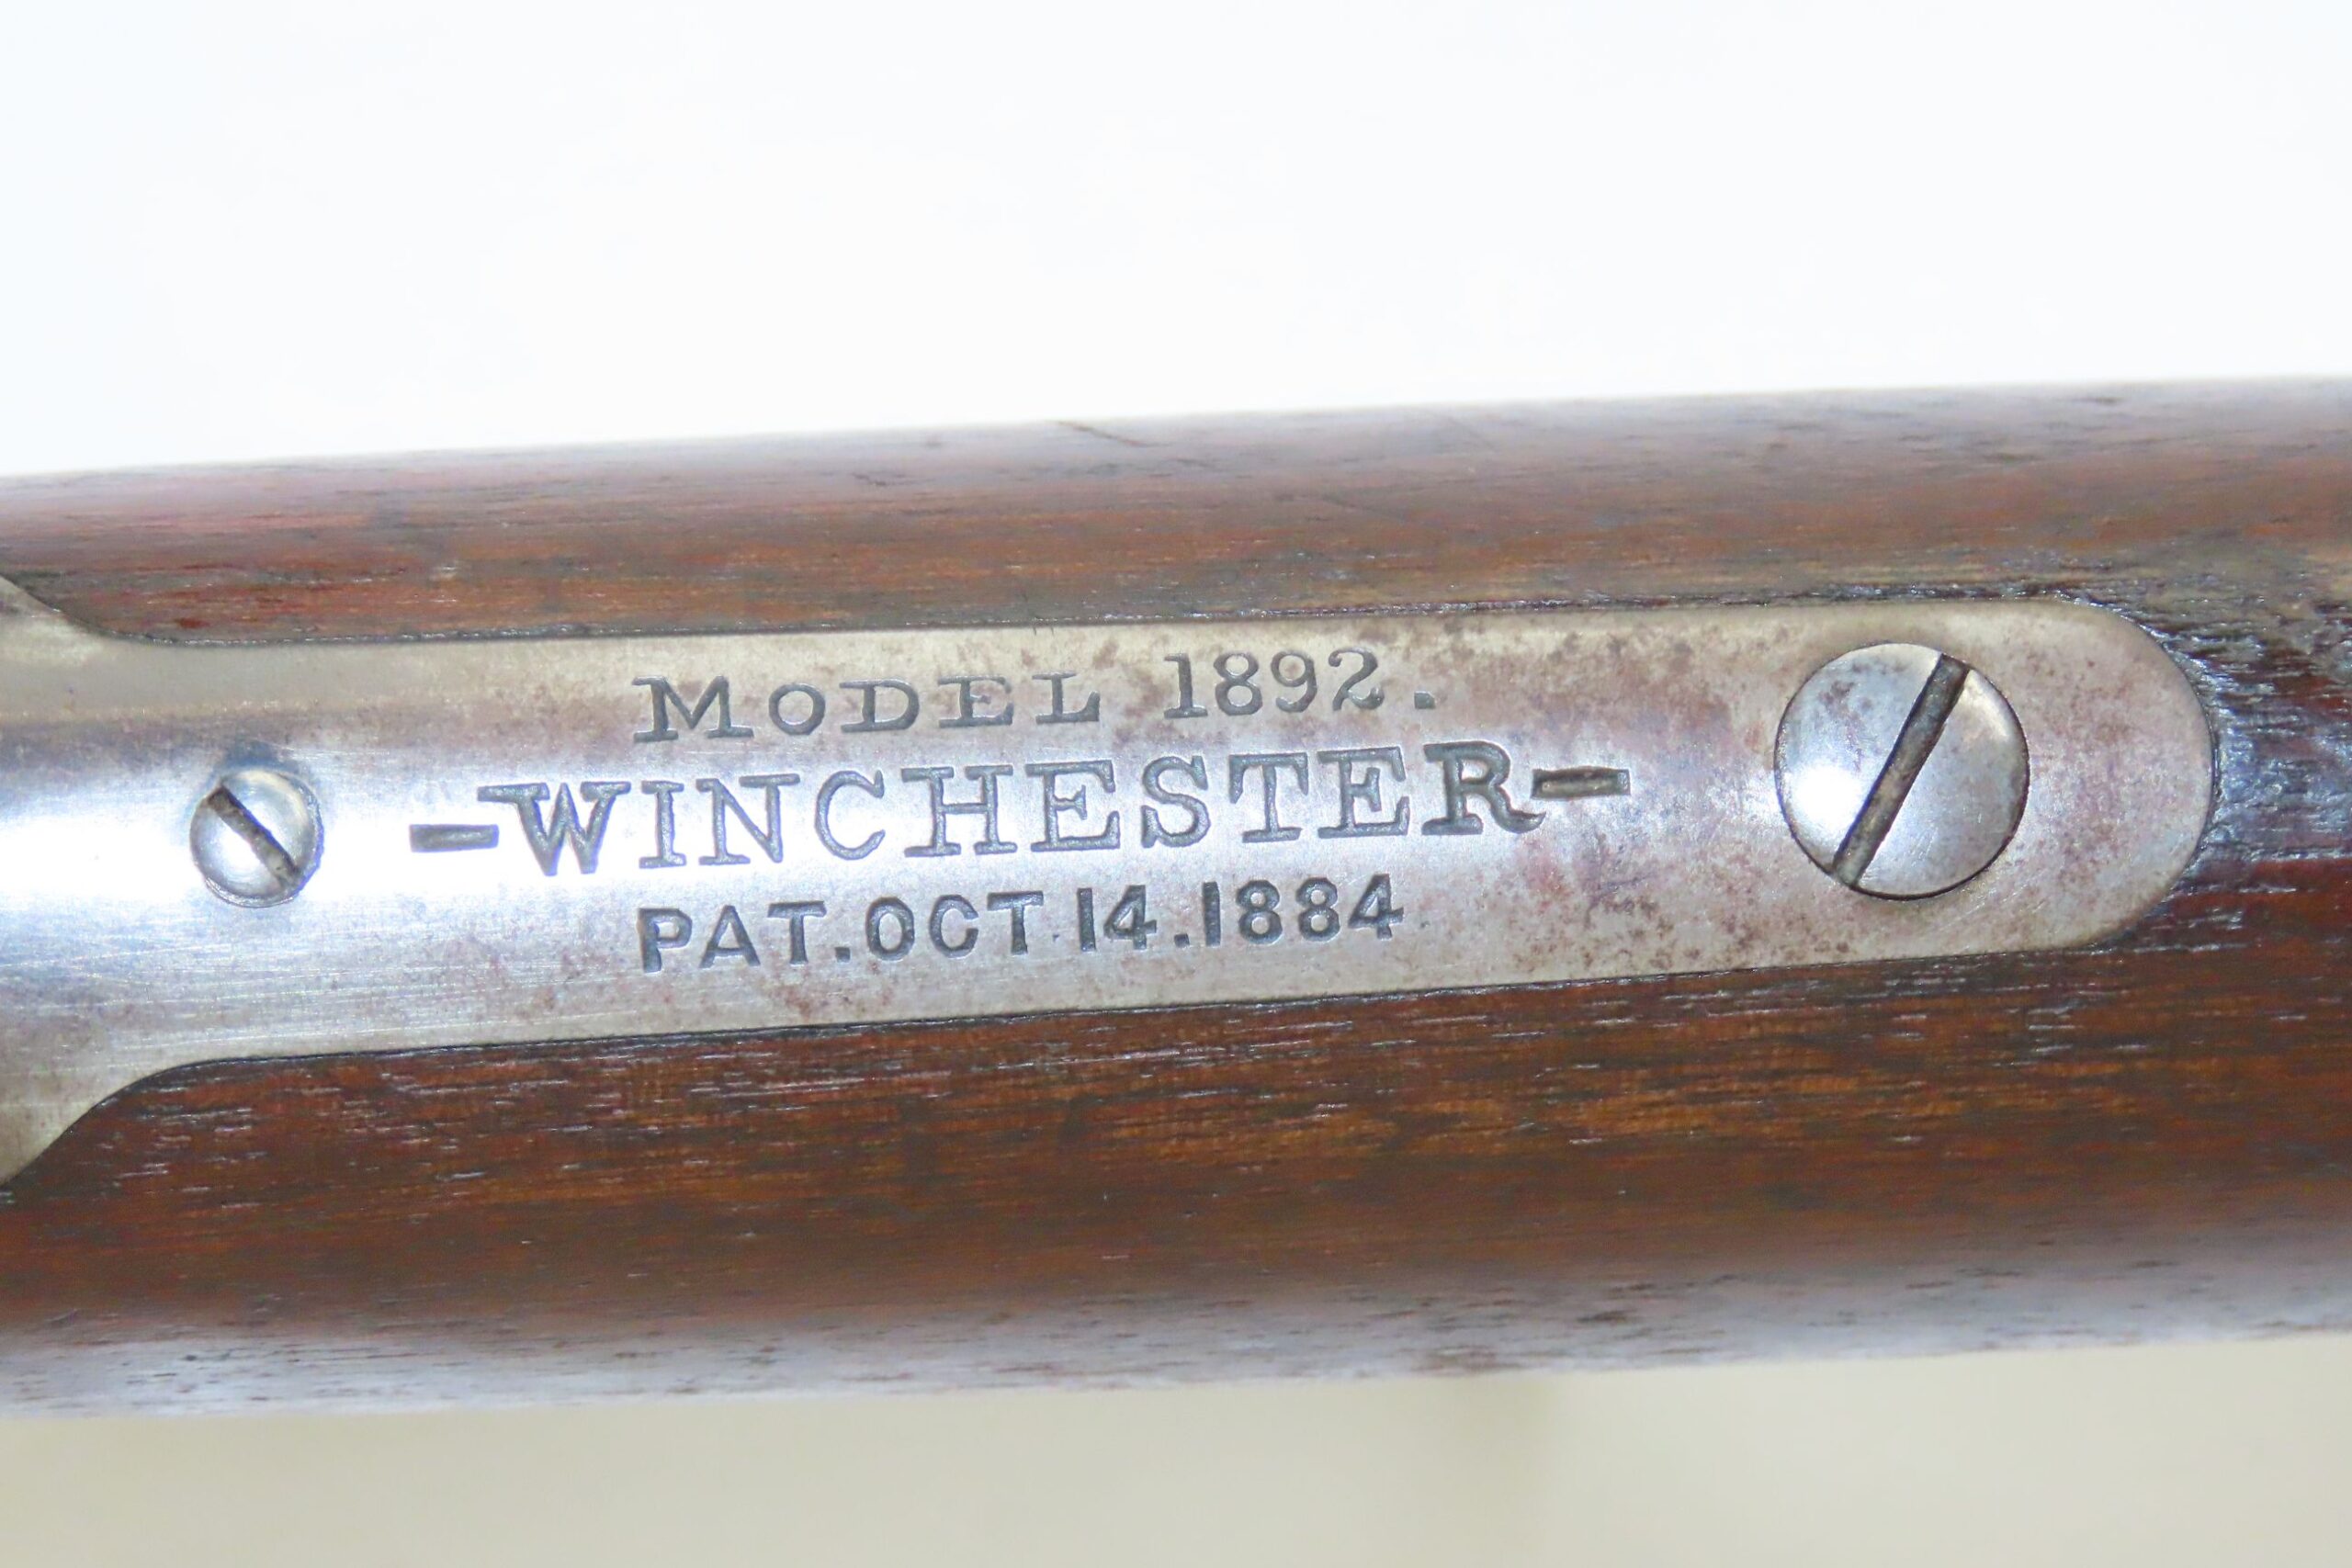 MODEL 1892.
-WINCHESTER-
PAT. OCT. 14. 1884